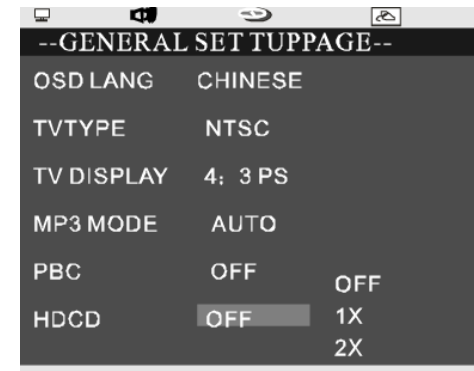 --GENERAL SET TUPPAGE--
OSD LANG CHINESE
TVTYPE NTSC
TV DISPLAY 4; 3 PS
MP3 MODE AUTO
PBC OFF
OFF
HDCD OFF 1X
2X